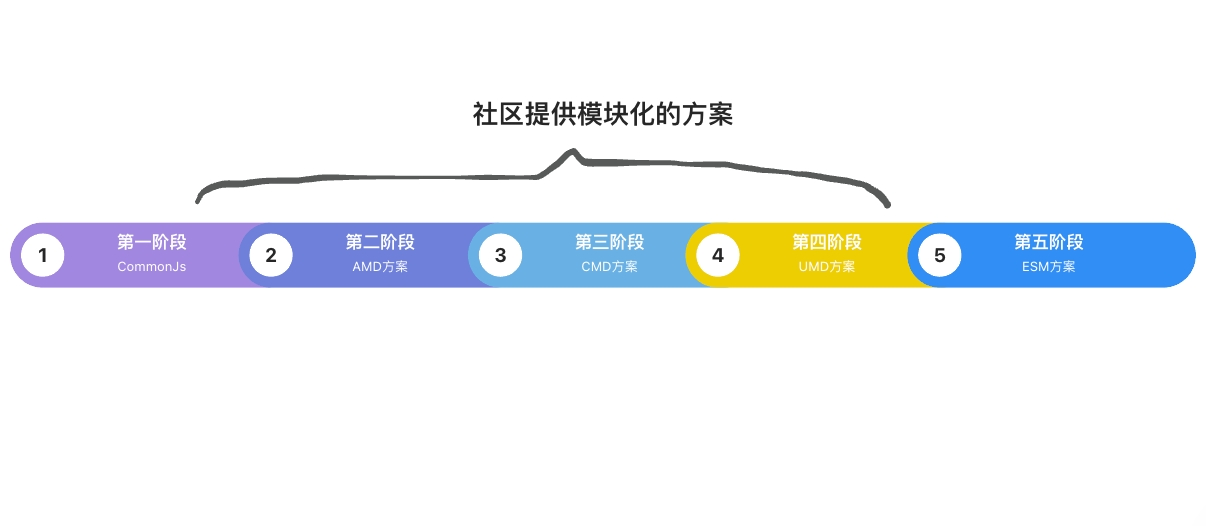 社区提供模块化的方案
1
第一阶段
CommonJs
2
第二阶段
AMD方案
3
第三阶段
CMD方案
4
第四阶段
UMD方案
5
第五阶段
ESM方案